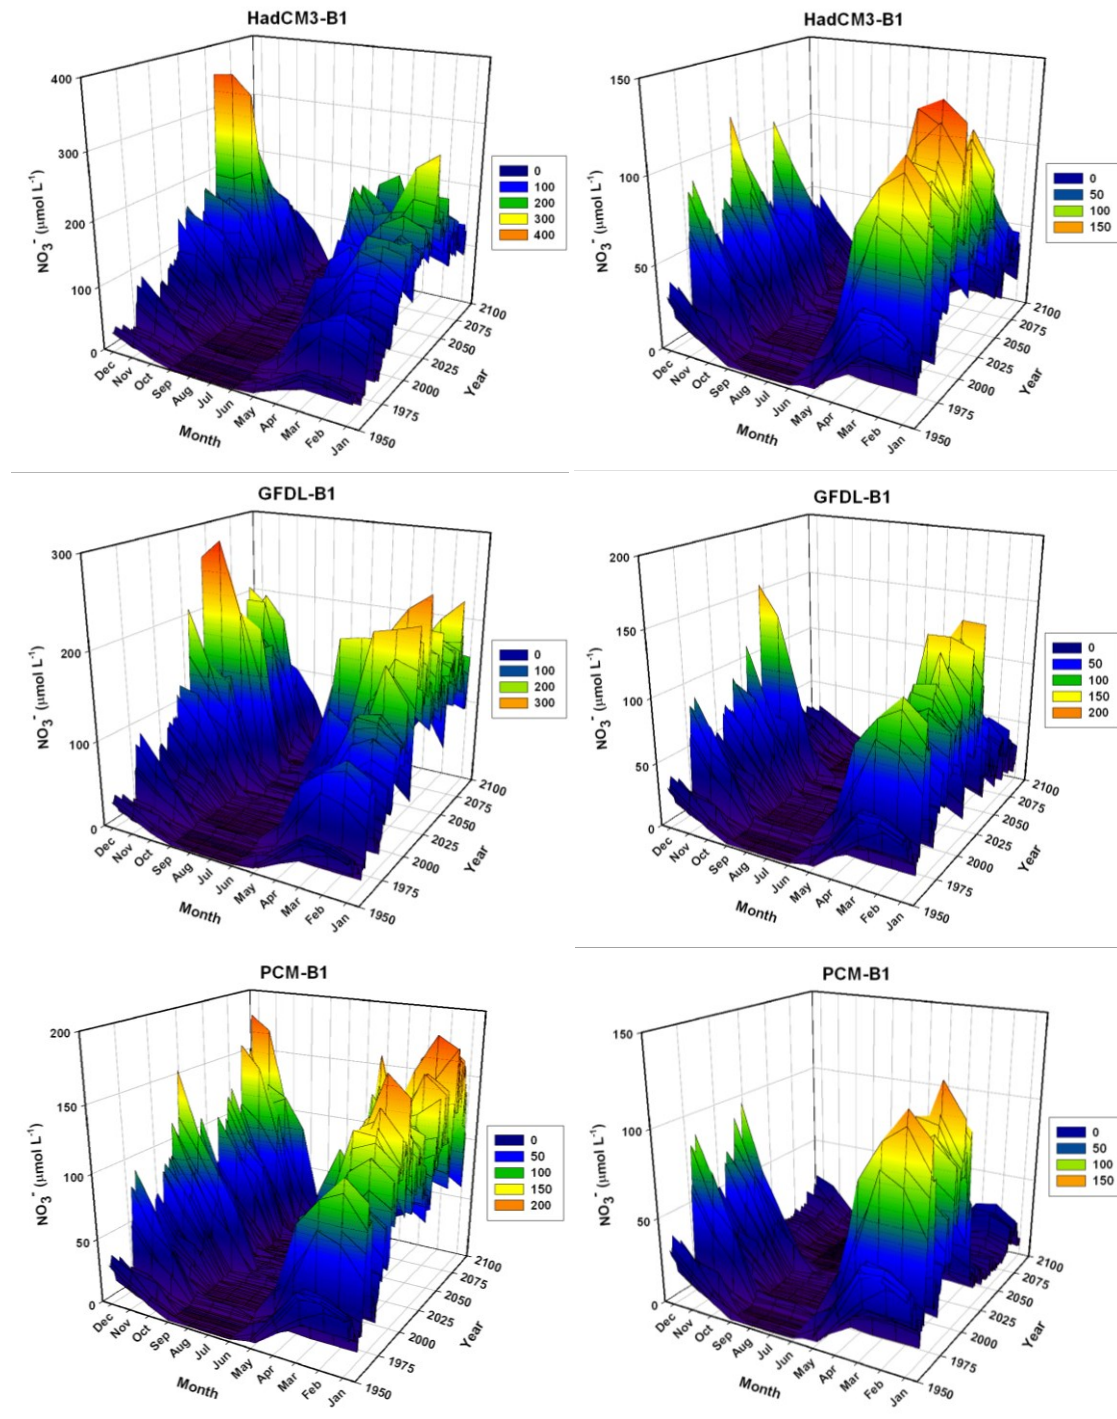 HadCM3-B1
400
300
200
100
0
NO3- (μmol L-1)
Dec
Nov
Oct
Sep
Aug
Jul
Jun
May
Apr
Mar
Feb
Jan
Month
1950
1975
2000
2025
2050
2075
2100
Year
0
100
200
300
400
HadCM3-B1
150
100
50
0
NO3- (μmol L-1)
Dec
Nov
Oct
Sep
Aug
Jul
Jun
May
Apr
Mar
Feb
Jan
Month
1950
1975
2000
2025
2050
2075
2100
Year
0
50
100
150
GFDL-B1
300
200
100
0
NO3- (μmol L-1)
Dec
Nov
Oct
Sep
Aug
Jul
Jun
May
Apr
Mar
Feb
Jan
Month
1950
1975
2000
2025
2050
2075
2100
Year
0
100
200
300
GFDL-B1
200
150
100
50
0
NO3- (μmol L-1)
Dec
Nov
Oct
Sep
Aug
Jul
Jun
May
Apr
Mar
Feb
Jan
Month
1950
1975
2000
2025
2050
2075
2100
Year
0
50
100
150
200
PCM-B1
200
150
100
50
0
NO3- (μmol L-1)
Dec
Nov
Oct
Sep
Aug
Jul
Jun
May
Apr
Mar
Feb
Jan
Month
1950
1975
2000
2025
2050
2075
2100
Year
0
50
100
150
200
PCM-B1
150
100
50
0
NO3- (μmol L-1)
Dec
Nov
Oct
Sep
Aug
Jul
Jun
May
Apr
Mar
Feb
Jan
Month
1950
1975
2000
2025
2050
2075
2100
Year
0
50
100
150